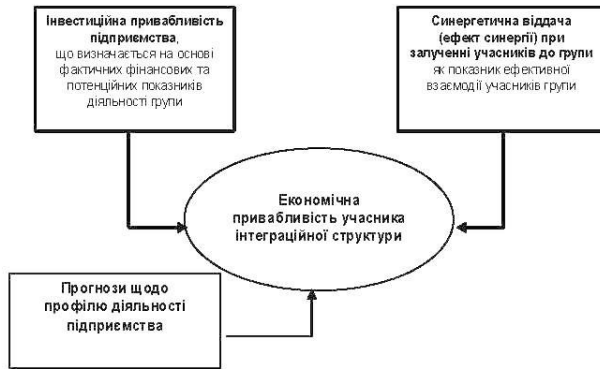 Інвестиційна привабливість
підприємства,
що визначається на основі
фактичних фінансових та
потенційних показників
діяльності групи
Синергетична віддача
(ефект синергії) при
залученні учасників до групи
як показник ефективної
взаємодії учасників групи
Економічна
привабливість учасника
інтеграційної структури
Прогнози щодо
профілю діяльності
підприємства